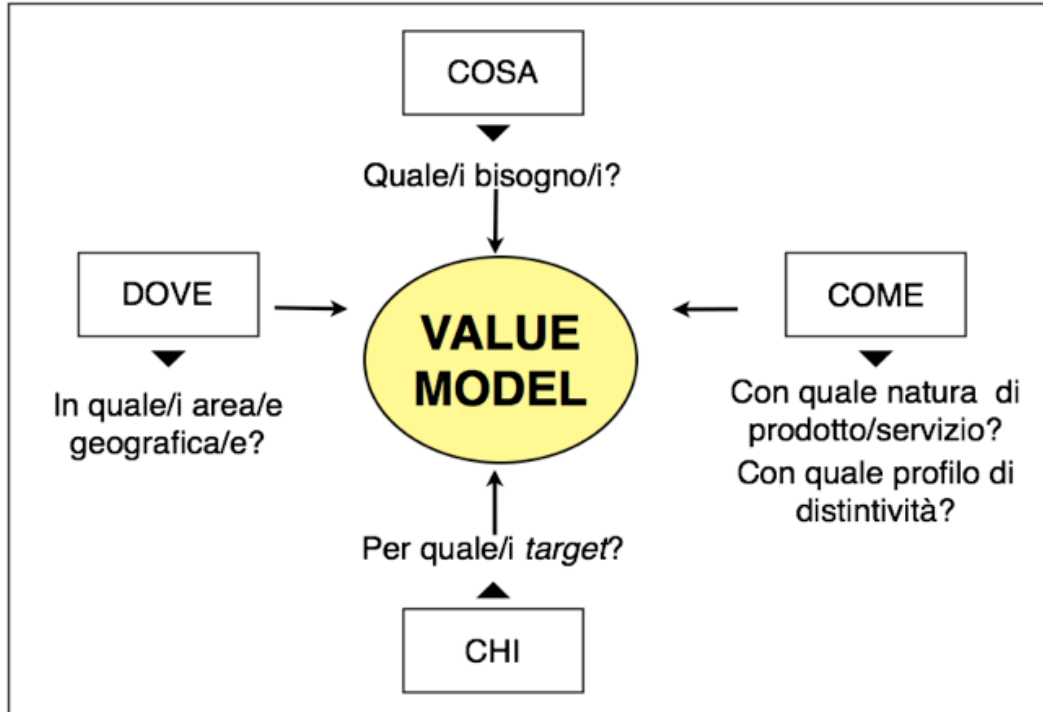 COSA
Quale/i bisogno/i?
DOVE
In quale/i area/e
geografica/e?
VALUE
MODEL
COME
Con quale natura di
prodotto/servizio?
Con quale profilo di
distintività?
Per quale/i target?
CHI